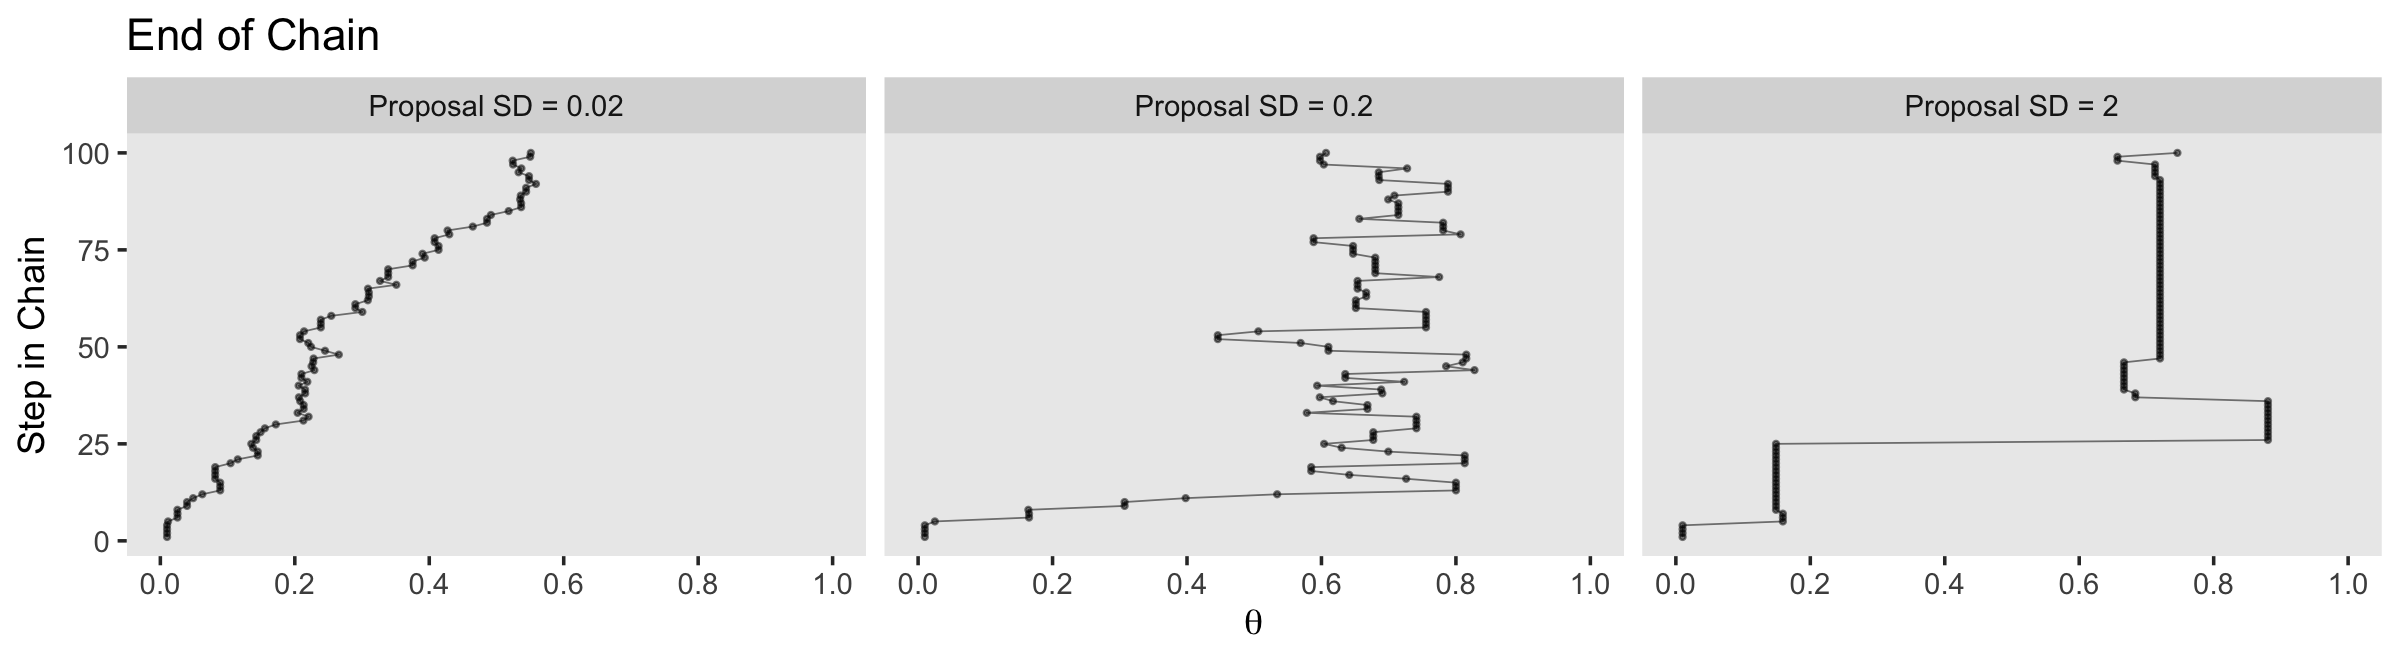 End of Chain
Proposal SD = 0.02
Proposal SD = 0.2
Proposal SD = 2
Step in Chain
100
75
50
25
0
0.0 0.2 0.4 0.6 0.8 1.0
0.0 0.2 0.4 0.6 0.8 1.0
0.0 0.2 0.4 0.6 0.8 1.0
θ